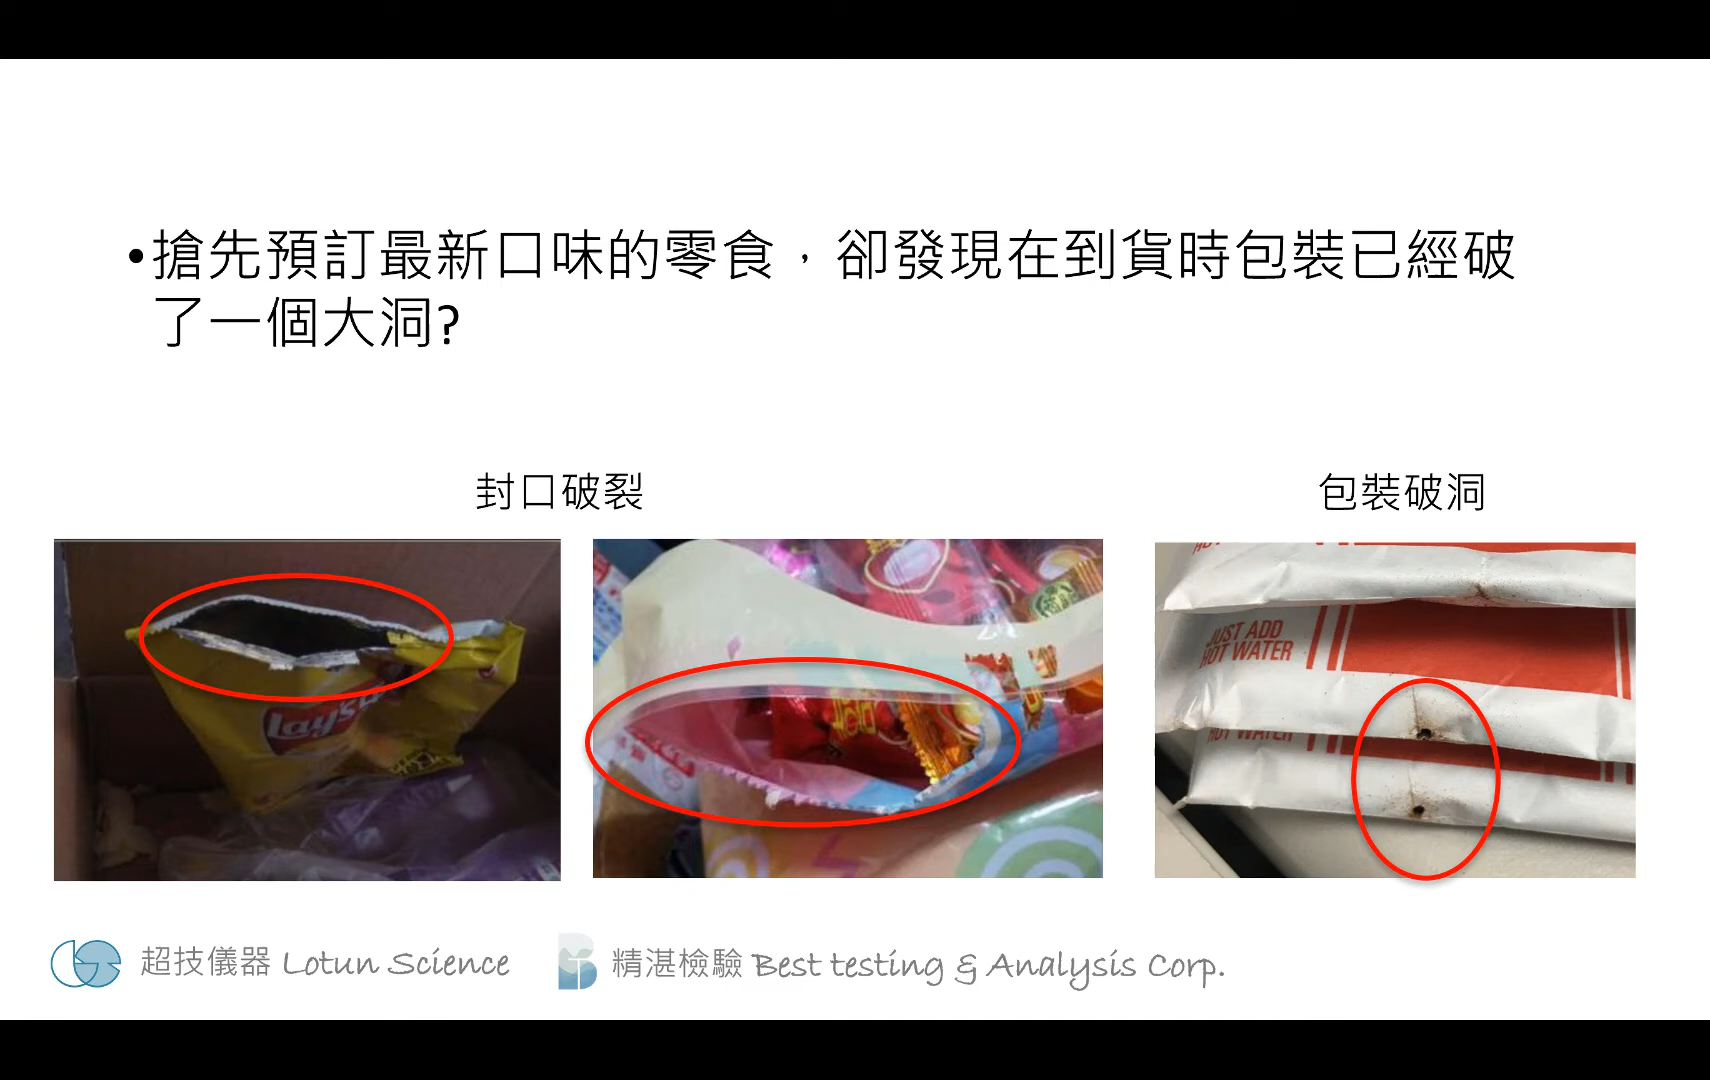 •搶先預訂最新口味的零食，卻發現在到貨時包裝已經破
了一個大洞?
封口破裂
包裝破洞
Lay's
JUST ADD
HOT WATER
HOT WATER
超技儀器 Lotun Science
精湛檢驗 Best testing & Analysis Corp.